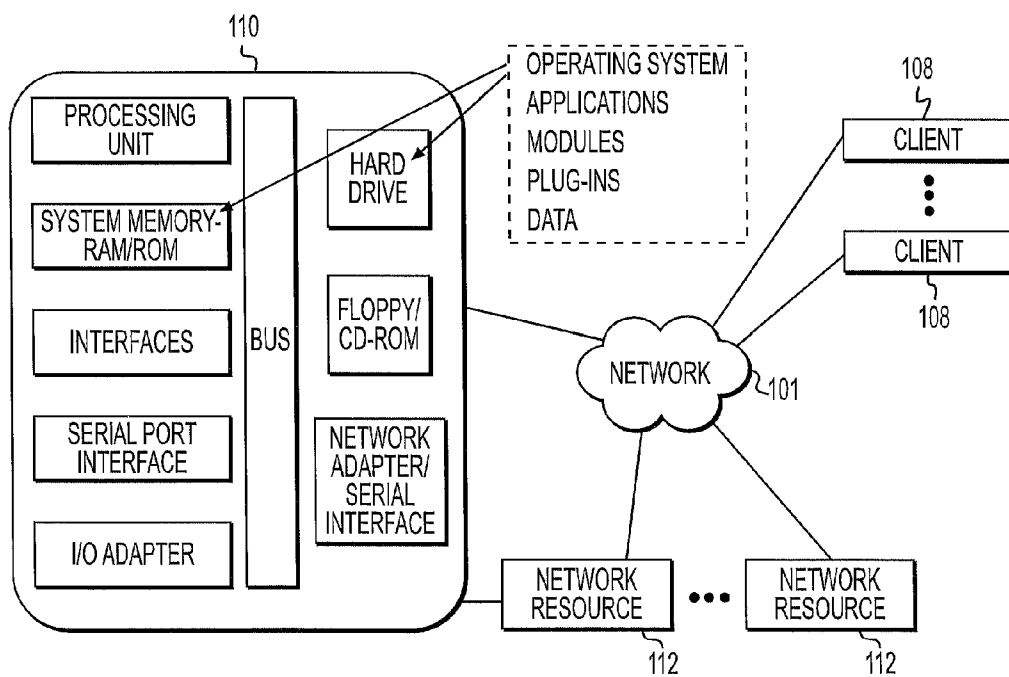 110
PROCESSING
UNIT
SYSTEM MEMORY-
RAM/ROM
INTERFACES
SERIAL PORT
INTERFACE
I/O ADAPTER
BUS
HARD
DRIVE
FLOPPY/
CD-ROM
NETWORK
ADAPTER/
SERIAL
INTERFACE
OPERATING SYSTEM
APPLICATIONS
MODULES
PLUG-INS
DATA
108
CLIENT
CLIENT
108
NETWORK
101
NETWORK
RESOURCE
112
NETWORK
RESOURCE
112